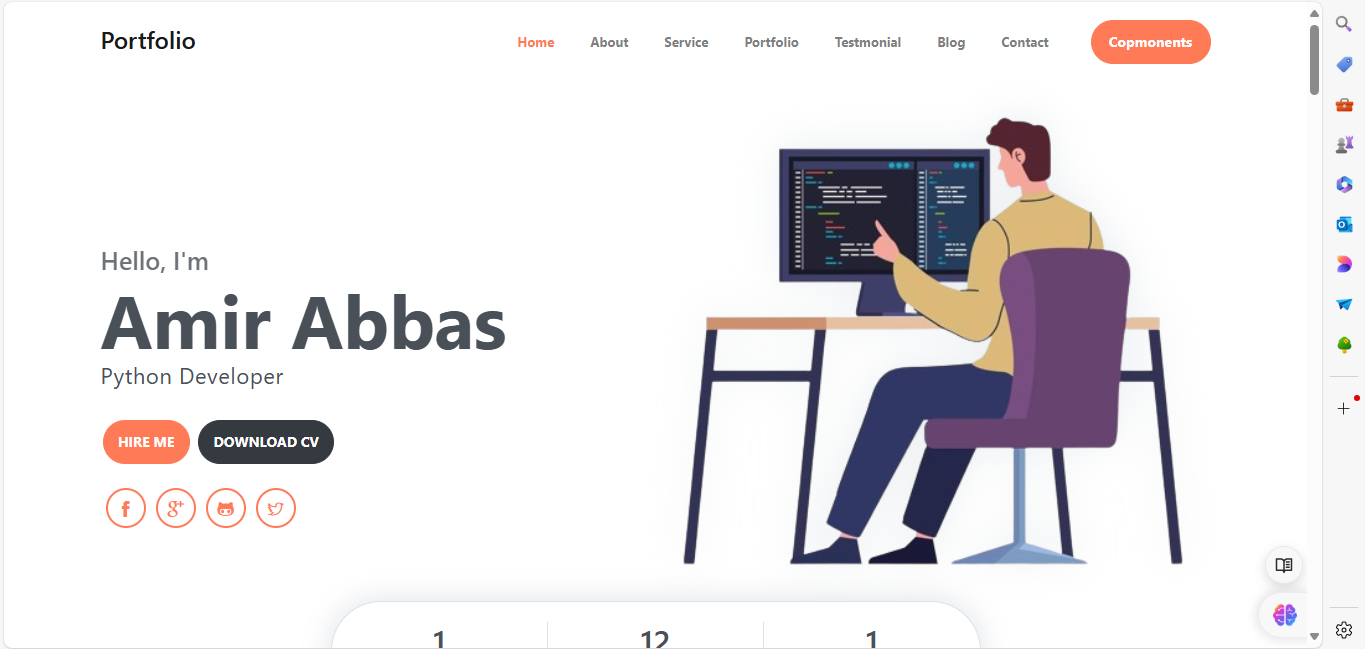 Portfolio
Home About Service Portfolio Testmonial Blog Contact Copmonents
Hello, I'm
Amir Abbas
Python Developer
HIRE ME DOWNLOAD CV
1 12 1